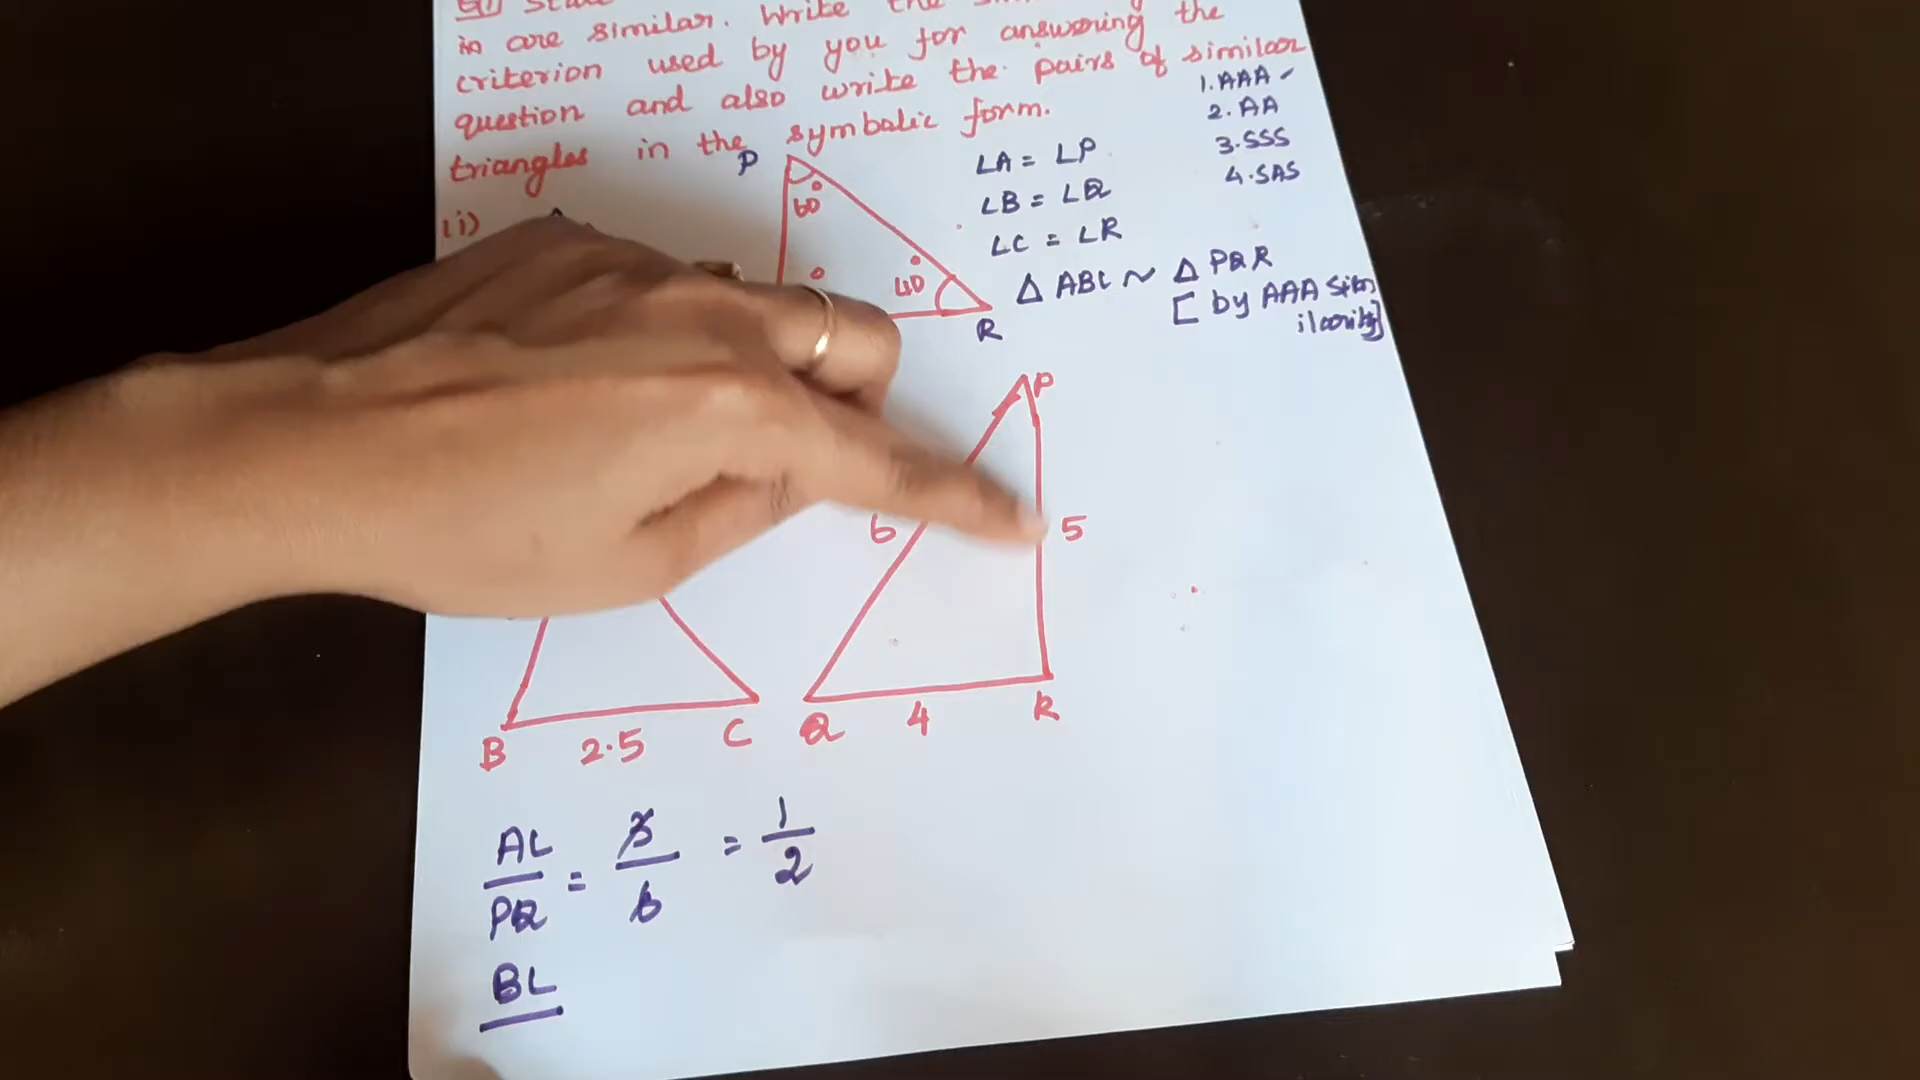 in are similar. Write the
criterion used by you for answering the
question and also write the pairs of similar
triangles in the symbolic form.
1. AAA ✓
2. AA
3. SSS
4. SAS
(i)
P
60°
40°
R
∠A = ∠P
∠B = ∠Q
∠C = ∠R
Δ ABC ~ Δ PQR
[by AAA
ilarity]
P
6
5
B 2.5 C Q 4 R
AC/PQ = 3/6 = 1/2
BC